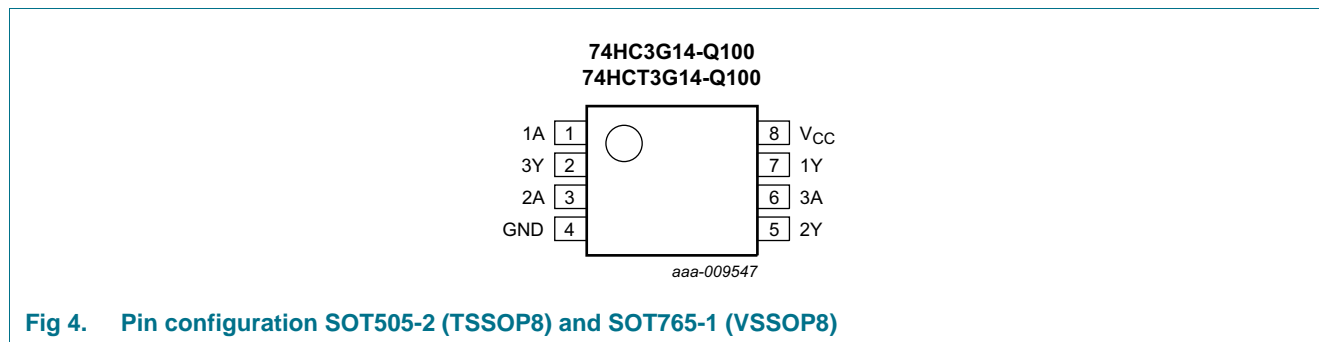 74HC3G14-Q100
74HCT3G14-Q100
1A 1 8 VCC
3Y 2 7 1Y
2A 3 6 3A
GND 4 5 2Y
aaa-009547
Fig 4. Pin configuration SOT505-2 (TSSOP8) and SOT765-1 (VSSOP8)